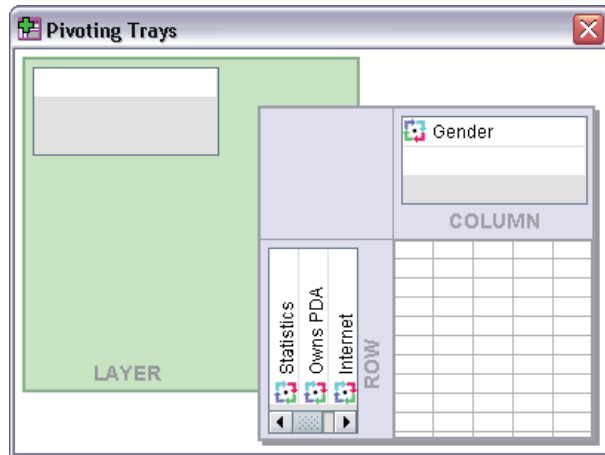 Pivoting Trays
Gender
COLUMN
Statistics
Owns PDA
Internet
ROW
LAYER